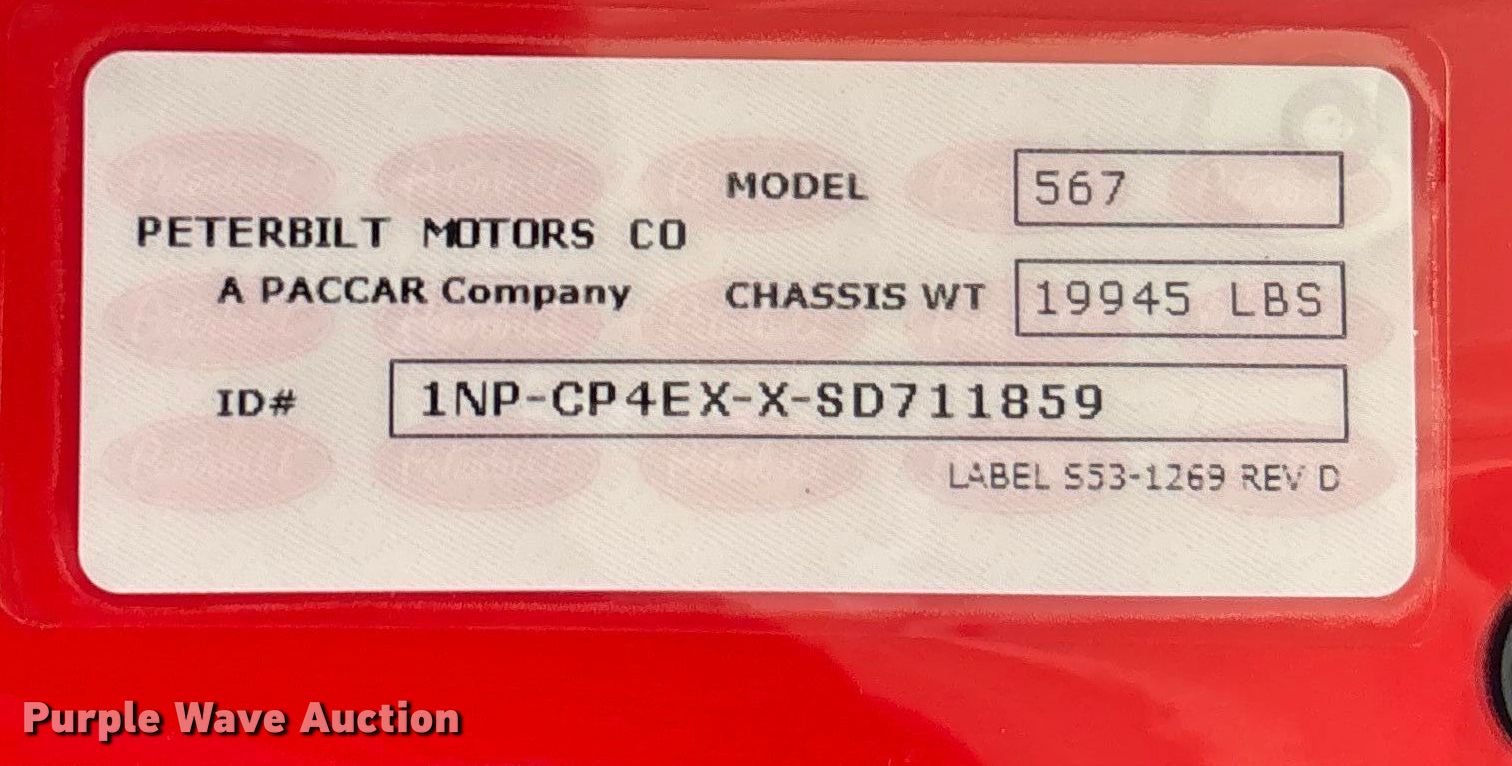 MODEL 567
PETERBILT MOTORS CO
A PACCAR Company
CHASSIS WT 19945 LBS
ID# 1NP-CP4EX-X-SD711859
LABEL S53-1269 REV D
Purple Wave Auction